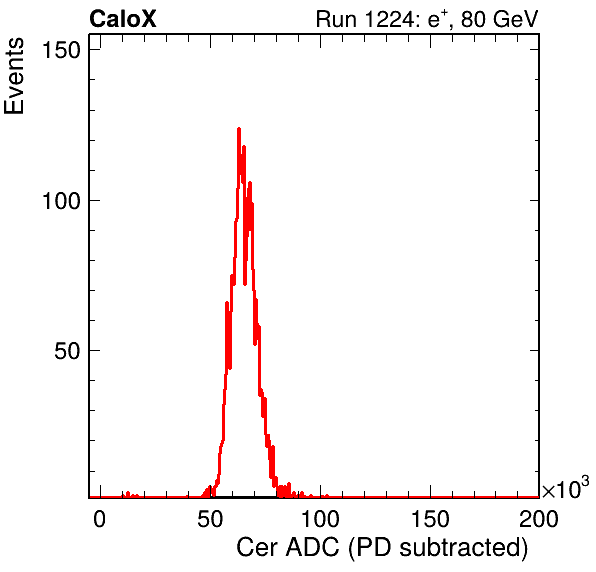 CaloX Run 1224: e⁺, 80 GeV
Events
150
100
50
0 50 100 150 200
×10³
Cer ADC (PD subtracted)